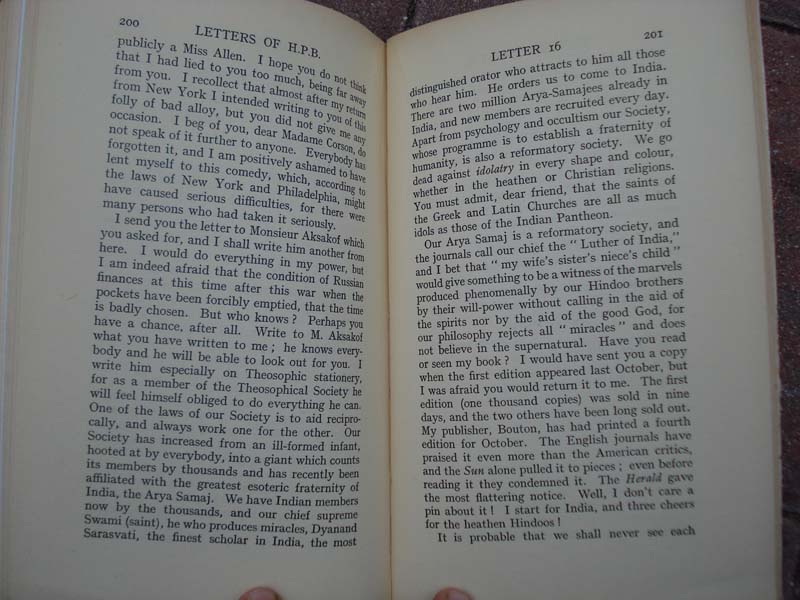 200
LETTERS OF H.P.B.
publicly a Miss Allen. I hope you do not think
that I had lied to you too much, being far away
from you. I recollect that almost after my return
from New York I intended writing to you of this
folly of bad alloy, but you did not give me any
occasion. I beg of you, dear Madame Corson, do
not speak of it further to anyone. Everybody has
forgotten it, and I am positively ashamed to have
lent myself to this comedy, which, according to
the laws of New York and Philadelphia, might
have caused serious difficulties, for there were
many persons who had taken it seriously.
I send you the letter to Monsieur Aksakof which
you asked for, and I shall write him another from
here. I would do everything in my power, but
I am indeed afraid that the condition of Russian
finances at this time after this war when the
pockets have been forcibly emptied, that the time
is badly chosen. But who knows? Perhaps you
have a chance, after all. Write to M. Aksakof
what you have written to me; he knows every-
body and he will be able to look out for you. I
write him especially on Theosophic stationery,
for as a member of the Theosophical Society he
will feel himself obliged to do everything he can.
One of the laws of our Society is to aid recipro-
cally, and always work one for the other. Our
Society has increased from an ill-formed infant,
hooted at by everybody, into a giant which counts
its members by thousands and has recently been
affiliated with the greatest esoteric fraternity of
India, the Arya Samaj. We have Indian members
now by the thousands, and our chief supreme
Swami (saint), he who produces miracles, Dyanand
Sarasvati, the finest scholar in India, the most
LETTER 16
201
distinguished orator who attracts to him all those
who hear him. He orders us to come to India.
There are two million Arya-Samajees already in
India, and new members are recruited every day.
Apart from psychology and occultism our Society,
whose programme is to establish a fraternity of
humanity, is also a reformatory society. We go
dead against idolatry in every shape and colour,
whether in the heathen or Christian religions.
You must admit, dear friend, that the saints of
the Greek and Latin Churches are all as much
idols as those of the Indian Pantheon.
Our Arya Samaj is a reformatory society, and
the journals call our chief the "Luther of India,"
and I bet that "my wife's sister's niece's child"
would give something to be a witness of the marvels
produced phenomenally by our Hindoo brothers
by their will-power without calling in the aid of
the spirits nor by the aid of the good God, for
our philosophy rejects all "miracles" and does
not believe in the supernatural. Have you read
or seen my book? I would have sent you a copy
when the first edition appeared last October, but
I was afraid you would return it to me. The first
edition (one thousand copies) was sold in nine
days, and the two others have been long sold out.
My publisher, Bouton, has had printed a fourth
edition for October. The English journals have
praised it even more than the American critics,
and the Sun alone pulled it to pieces; even before
reading it they condemned it. The Herald gave
the most flattering notice. Well, I don't care a
pin about it! I start for India, and three cheers
for the heathen Hindoos!
It is probable that we shall never see each